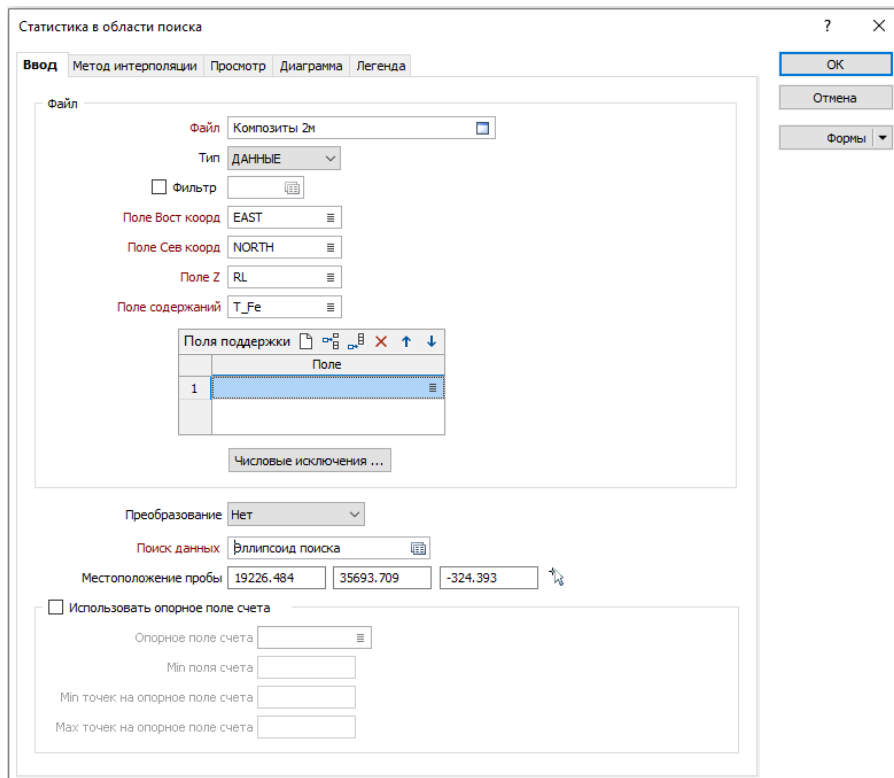 Статистика в области поиска ?
Ввод Метод интерполяции Просмотр Диаграмма Легенда
OK
Отмена
Формы
Файл
Файл Композиты 2м
Тип ДАННЫЕ
Фильтр
Поле Вост коорд EAST
Поле Сев коорд NORTH
Поле Z RL
Поле содержаний T_Fe
Поля поддержки
Поле
1
Числовые исключения ...
Преобразование Нет
Поиск данных Эллипсоид поиска
Местоположение пробы 19226.484 35693.709 -324.393
Использовать опорное поле счета
Опорное поле счета
Min поля счета
Min точек на опорное поле счета
Max точек на опорное поле счета